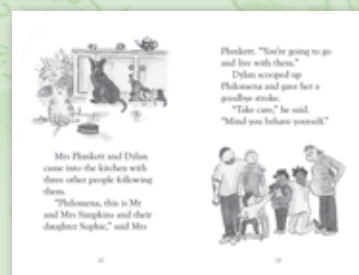 Mrs Plunkett and Dylan
came into the kitchen with
three other people following
them.
"Philomena, this is Mr
and Mrs Simpkins and their
daughter Sophie," said Mrs
Plunkett. "You're going to go
and live with them."
Dylan scooped up
Philomena and gave her a
goodbye stroke.
"Take care," he said.
"Mind you behave yourself."